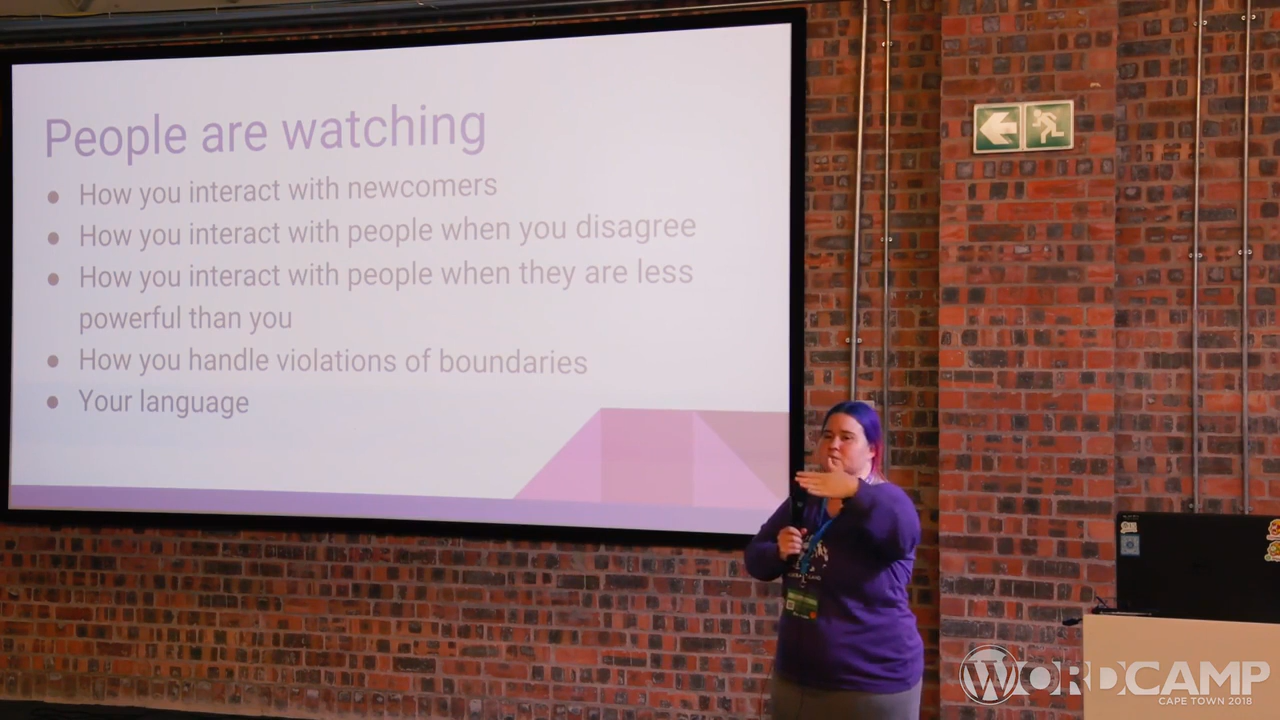 People are watching
● How you interact with newcomers
● How you interact with people when you disagree
● How you interact with people when they are less
powerful than you
● How you handle violations of boundaries
● Your language
WORDCAMP
CAPE TOWN 2018